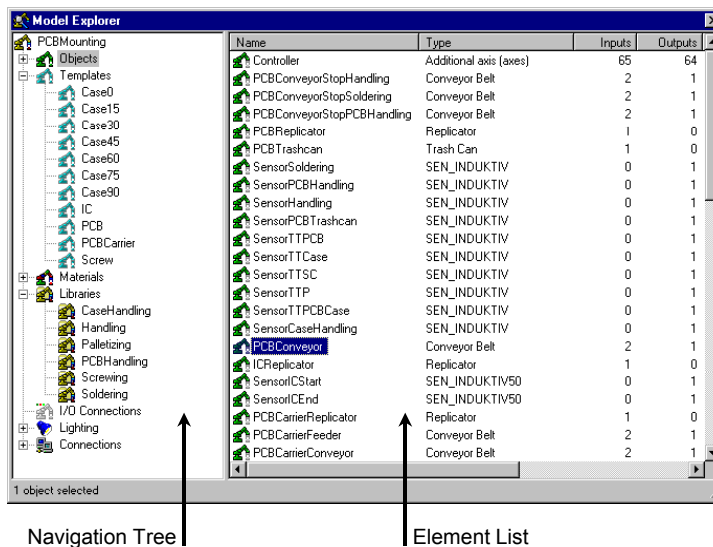 Model Explorer
PCBMounting
Objects
Templates
Case0
Case15
Case30
Case45
Case60
Case75
Case90
IC
PCB
PCBCarrier
Screw
Materials
Libraries
CaseHandling
Handling
Palletizing
PCBHandling
Screwing
Soldering
I/O Connections
Lighting
Connections
Name Type Inputs Outputs
Controller Additional axis (axes) 65 64
PCBConveyorStopHandling Conveyor Belt 2 1
PCBConveyorStopSoldering Conveyor Belt 2 1
PCBConveyorStopPCBHandling Conveyor Belt 2 1
PCBReplicator Replicator I 0
PCBTrashcan Trash Can 1 0
SensorSoldering SEN_INDUKTIV 0 1
SensorPCBHandling SEN_INDUKTIV 0 1
SensorHandling SEN_INDUKTIV 0 1
SensorPCBTrashcan SEN_INDUKTIV 0 1
SensorTTPCB SEN_INDUKTIV 0 1
SensorTTCase SEN_INDUKTIV 0 1
SensorTTSC SEN_INDUKTIV 0 1
SensorTTP SEN_INDUKTIV 0 1
SensorTTPCBCase SEN_INDUKTIV 0 1
SensorCaseHandling SEN_INDUKTIV 0 1
PCBConveyor Conveyor Belt 2 1
ICReplicator Replicator 1 0
SensorICStart SEN_INDUKTIV50 0 1
SensorICEnd SEN_INDUKTIV50 0 1
PCBCarrierReplicator Replicator 1 0
PCBCarrierFeeder Conveyor Belt 2 1
PCBCarrierConveyor Conveyor Belt 2 1
1 object selected
Navigation Tree
Element List